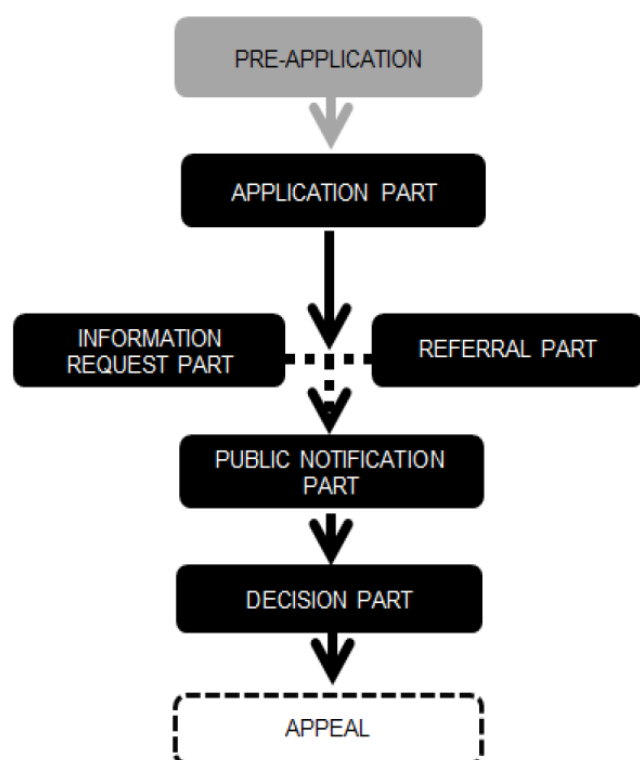 PRE-APPLICATION
APPLICATION PART
INFORMATION
REQUEST PART
REFERRAL PART
PUBLIC NOTIFICATION
PART
DECISION PART
APPEAL